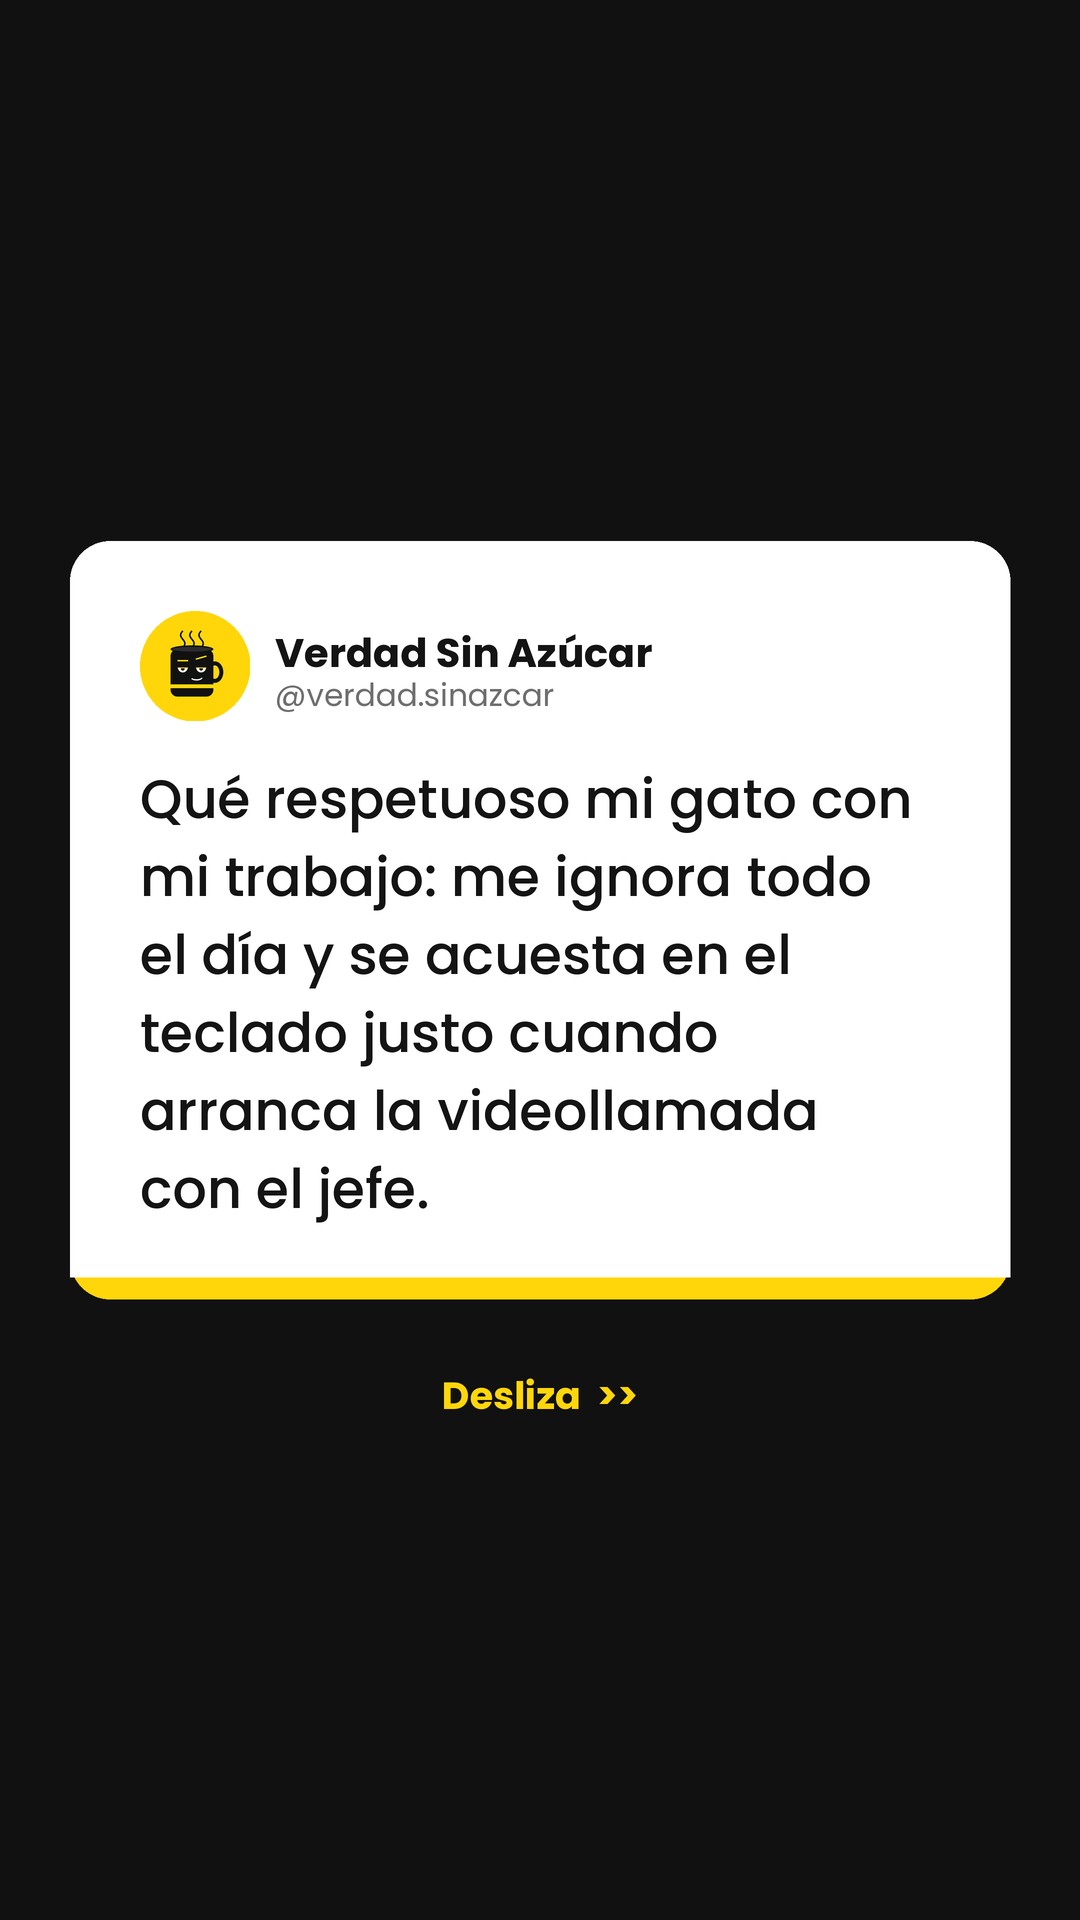 Verdad Sin Azúcar
@verdad.sinazcar
Qué respetuoso mi gato con
mi trabajo: me ignora todo
el día y se acuesta en el
teclado justo cuando
arranca la videollamada
con el jefe.
Desliza >>